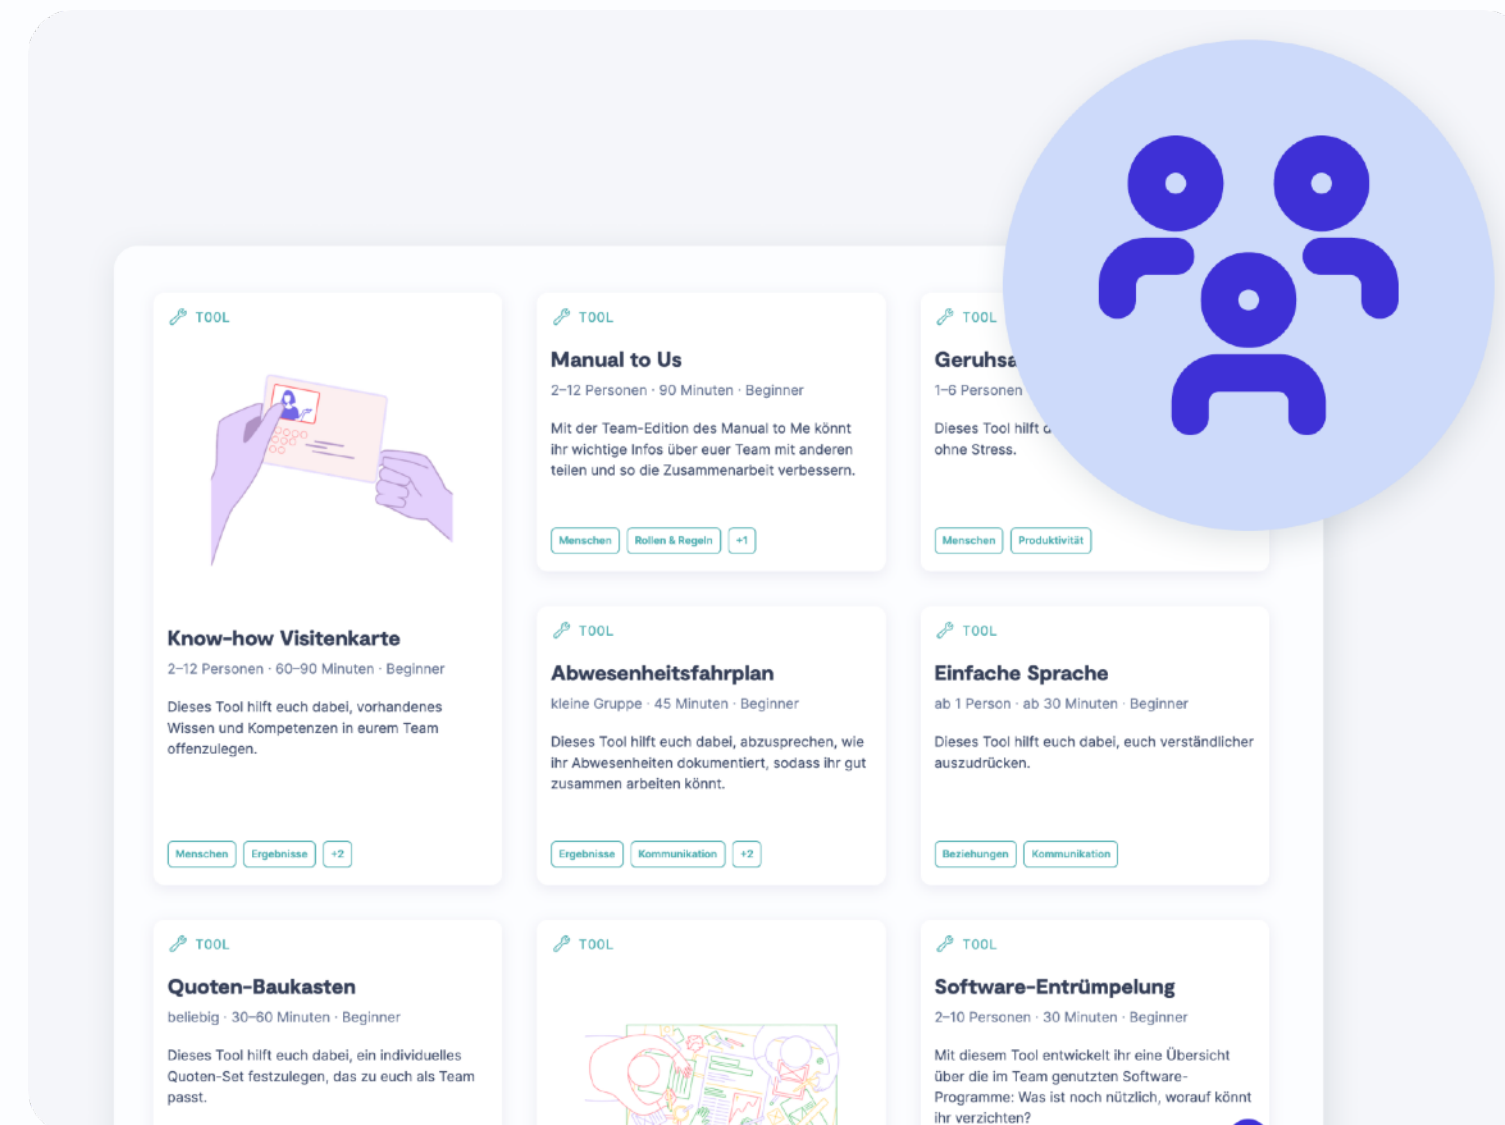 TOOL
Know-how Visitenkarte
2–12 Personen · 60–90 Minuten · Beginner
Dieses Tool hilft euch dabei, vorhandenes
Wissen und Kompetenzen in eurem Team
offenzulegen.
Menschen
Ergebnisse
+2
TOOL
Manual to Us
2–12 Personen · 90 Minuten · Beginner
Mit der Team-Edition des Manual to Me könnt
ihr wichtige Infos über euer Team mit anderen
teilen und so die Zusammenarbeit verbessern.
Menschen
Rollen & Regeln
+1
TOOL
1–6 Personen
Dieses Tool hilft
ohne Stress.
Menschen
Produktivität
TOOL
Abwesenheitsfahrplan
kleine Gruppe · 45 Minuten · Beginner
Dieses Tool hilft euch dabei, abzusprechen, wie
ihr Abwesenheiten dokumentiert, sodass ihr gut
zusammen arbeiten könnt.
Ergebnisse
Kommunikation
+2
TOOL
Einfache Sprache
ab 1 Person · ab 30 Minuten · Beginner
Dieses Tool hilft euch dabei, euch verständlicher
auszudrücken.
Beziehungen
Kommunikation
TOOL
Quoten-Baukasten
beliebig · 30–60 Minuten · Beginner
Dieses Tool hilft euch dabei, ein individuelles
Quoten-Set festzulegen, das zu euch als Team
passt.
TOOL
TOOL
Software-Entrümpelung
2–10 Personen · 30 Minuten · Beginner
Mit diesem Tool entwickelt ihr eine Übersicht
über die im Team genutzten Software-
Programme: Was ist noch nützlich, worauf könnt
ihr verzichten?